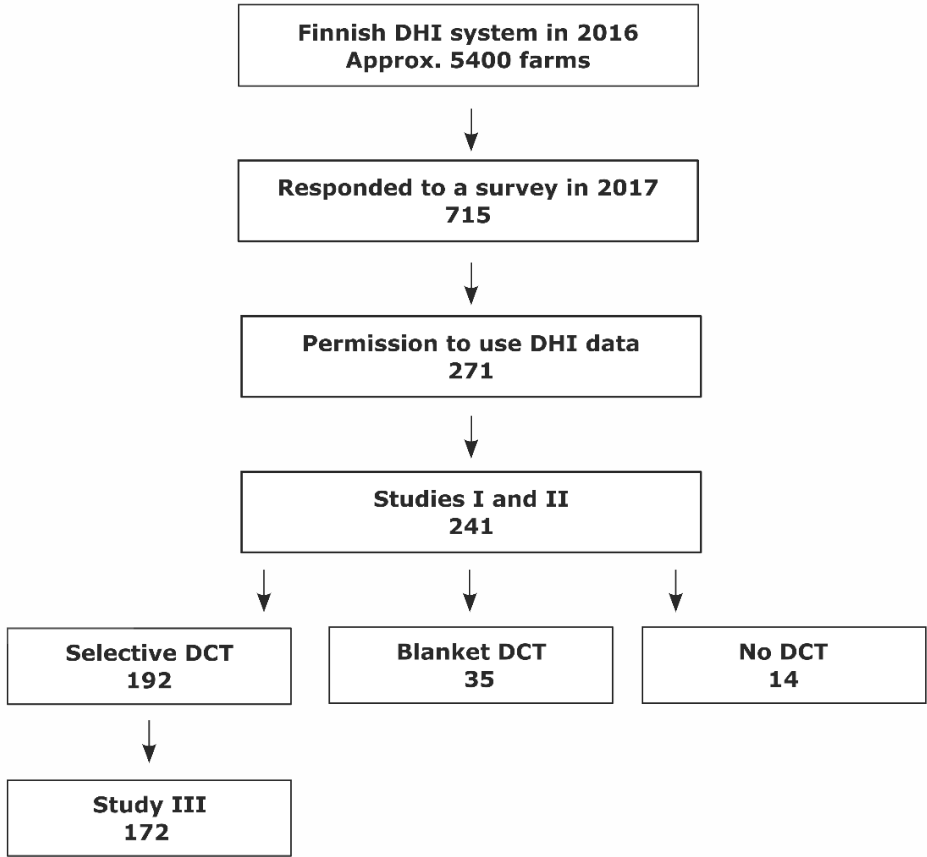 Finnish DHI system in 2016
Approx. 5400 farms
Responded to a survey in 2017
715
Permission to use DHI data
271
Studies I and II
241
Selective DCT
192
Blanket DCT
35
No DCT
14
Study III
172